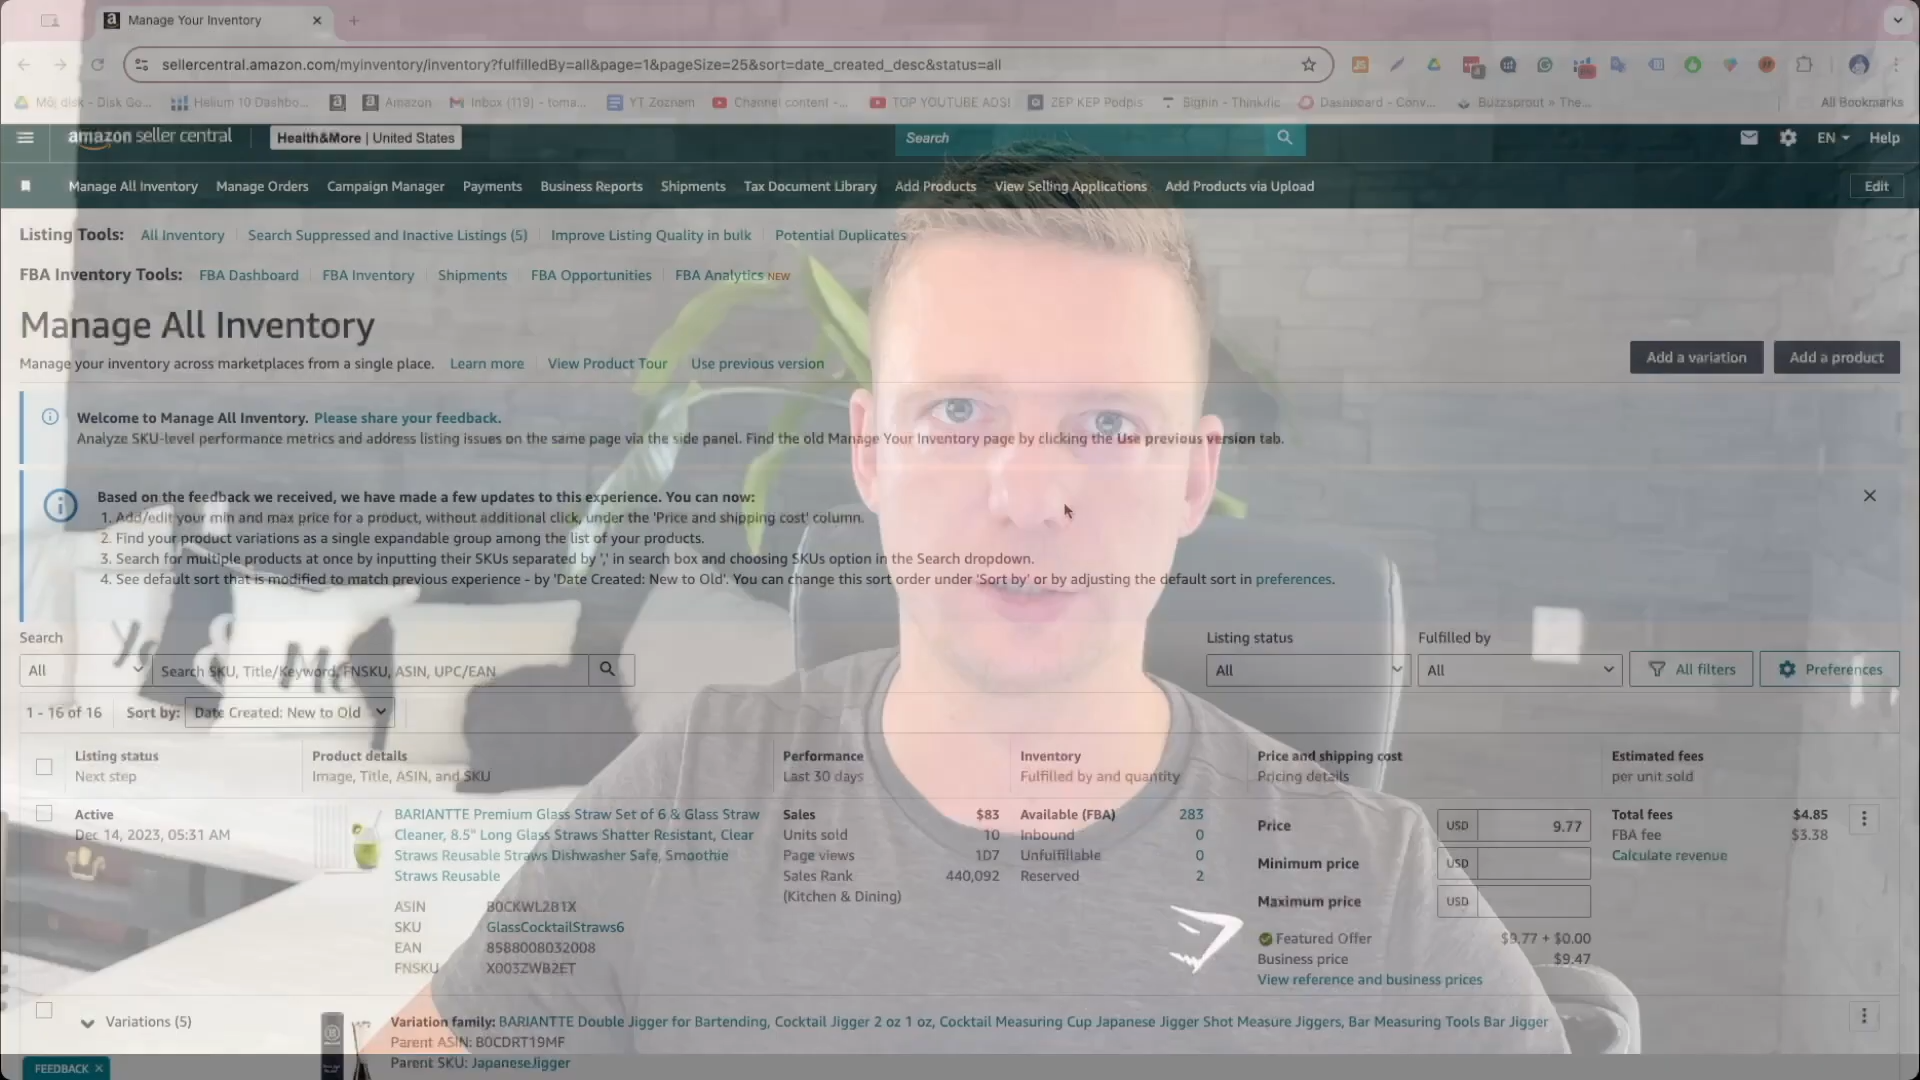 Manage Your Inventory
sellercentral.amazon.com/myinventory/inventory?fulfilledBy=all&page=1&pageSize=25&sort=date_created_desc&status=all
Môj disk - Disk Go... Helium 10 Dashbo... Amazon Inbox (119) - toma... YT Zoznam Channel content -... TOP YOUTUBE ADS! ZEP KEP Podpis Signin - Thinkific Dashboard - Conv... Buzzsprout » The... All Bookmarks
amazon seller central Health&More | United States Search EN Help
Manage All Inventory Manage Orders Campaign Manager Payments Business Reports Shipments Tax Document Library Add Products View Selling Applications Add Products via Upload Edit
Listing Tools: All Inventory Search Suppressed and Inactive Listings (5) Improve Listing Quality in bulk Potential Duplicates
FBA Inventory Tools: FBA Dashboard FBA Inventory Shipments FBA Opportunities FBA Analytics NEW
Manage All Inventory
Manage your inventory across marketplaces from a single place. Learn more View Product Tour Use previous version
Add a variation Add a product
Welcome to Manage All Inventory. Please share your feedback.
Analyze SKU-level performance metrics and address listing issues on the same page via the side panel. Find the old Manage Your Inventory page by clicking the Use previous version tab.
Based on the feedback we received, we have made a few updates to this experience. You can now:
1. Add/edit your min and max price for a product, without additional click, under the 'Price and shipping cost' column.
2. Find your product variations as a single expandable group among the list of your products.
3. Search for multiple products at once by inputting their SKUs separated by ',' in search box and choosing SKUs option in the Search dropdown.
4. See default sort that is modified to match previous experience - by 'Date Created: New to Old'. You can change this sort order under 'Sort by' or by adjusting the default sort in preferences.
Search Listing status Fulfilled by
All Search SKU, Title/Keyword, FNSKU, ASIN, UPC/EAN All All All filters Preferences
1 - 16 of 16 Sort by: Date Created: New to Old
Listing status Product details Performance Inventory Price and shipping cost Estimated fees
Next step Image, Title, ASIN, and SKU Last 30 days Fulfilled by and quantity Pricing details per unit sold
Active
Dec 14, 2023, 05:31 AM
BARIANTTE Premium Glass Straw Set of 6 & Glass Straw
Cleaner, 8.5" Long Glass Straws Shatter Resistant, Clear
Straws Reusable Straws Dishwasher Safe, Smoothie
Straws Reusable
ASIN B0CKWL2B1X
SKU GlassCocktailStraws6
EAN 8588008032008
FNSKU X003ZWB2ET
Sales $83
Units sold 10
Page views 107
Sales Rank 440,092
(Kitchen & Dining)
Available (FBA) 283
Inbound 0
Unfulfillable 0
Reserved 2
Price USD 9.77
Minimum price USD
Maximum price USD
Featured Offer $9.77 + $0.00
Business price $9.47
View reference and business prices
Total fees $4.85
FBA fee $3.38
Calculate revenue
Variations (5)
Variation family: BARIANTTE Double Jigger for Bartending, Cocktail Jigger 2 oz 1 oz, Cocktail Measuring Cup Japanese Jigger Shot Measure Jiggers, Bar Measuring Tools Bar Jigger
Parent ASIN: B0CDRT19MF
Parent SKU: JapaneseJigger
FEEDBACK